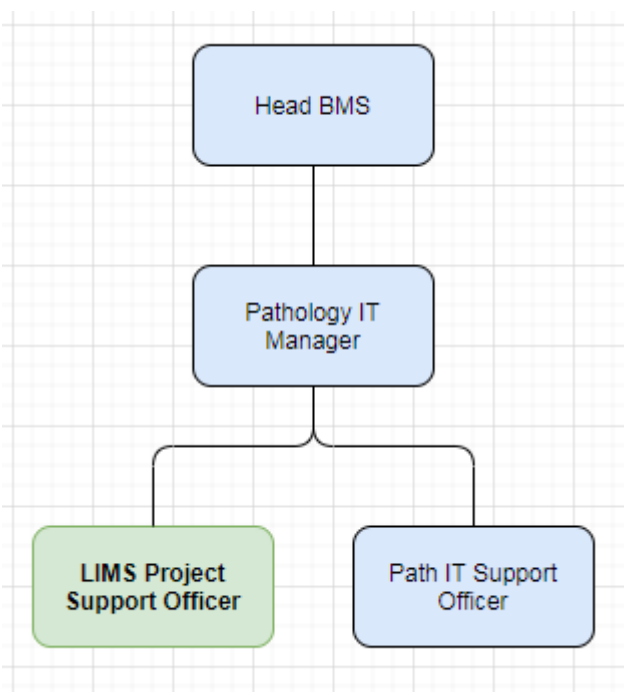 Head BMS
Pathology IT
Manager
LIMS Project
Support Officer
Path IT Support
Officer